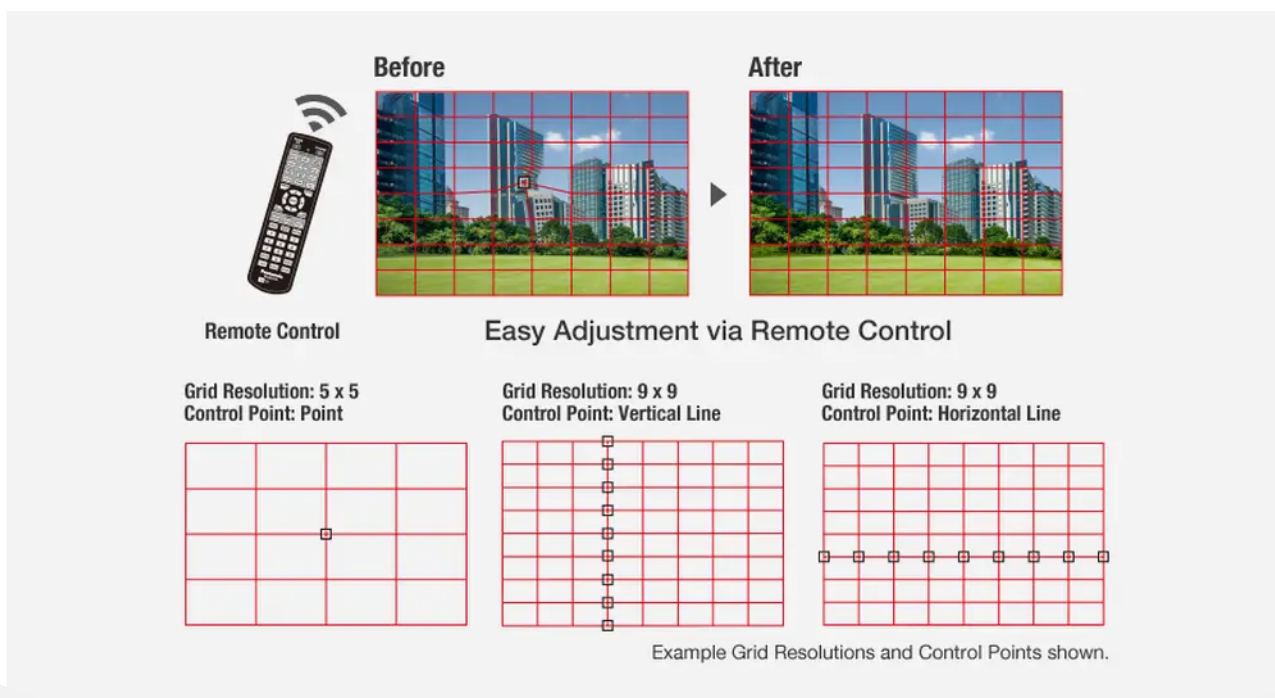 Before
After
Panasonic
Remote Control
Easy Adjustment via Remote Control
Grid Resolution: 5 x 5
Control Point: Point
Grid Resolution: 9 x 9
Control Point: Vertical Line
Grid Resolution: 9 x 9
Control Point: Horizontal Line
Example Grid Resolutions and Control Points shown.